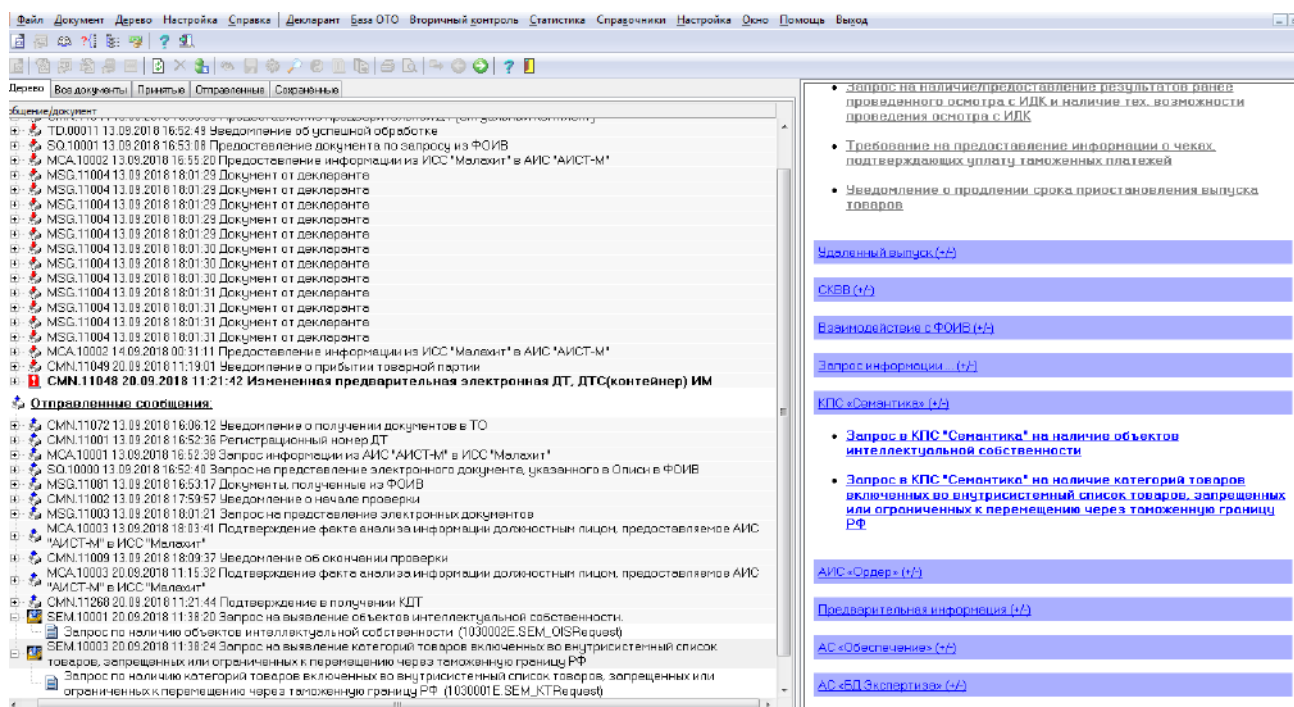 Файл Документ Дерево Настройка Справка Декларант База ОТО Вторичный контроль Статистика Справочники Настройка Окно Помощь Выход
Дерево Все документы Принятые Отправленные Сохранённые
общение/документ
TD.00011 13.09.2018 16:52:49 Уведомление об успешной обработке
SQ.10001 13.09.2018 16:53:08 Предоставление документа по запросу из ФОИВ
MCA.10002 13.09.2018 16:55:20 Предоставление информации из ИСС "Малахит" в АИС "АИСТ-М"
MSG.11004 13.09.2018 18:01:29 Документ от декларанта
MSG.11004 13.09.2018 18:01:29 Документ от декларанта
MSG.11004 13.09.2018 18:01:29 Документ от декларанта
MSG.11004 13.09.2018 18:01:29 Документ от декларанта
MSG.11004 13.09.2018 18:01:29 Документ от декларанта
MSG.11004 13.09.2018 18:01:30 Документ от декларанта
MSG.11004 13.09.2018 18:01:30 Документ от декларанта
MSG.11004 13.09.2018 18:01:30 Документ от декларанта
MSG.11004 13.09.2018 18:01:31 Документ от декларанта
MSG.11004 13.09.2018 18:01:31 Документ от декларанта
MSG.11004 13.09.2018 18:01:31 Документ от декларанта
MSG.11004 13.09.2018 18:01:31 Документ от декларанта
MCA.10002 14.09.2018 00:31:11 Предоставление информации из ИСС "Малахит" в АИС "АИСТ-М"
CMN.11049 20.09.2018 11:19:01 Уведомление о прибытии товарной партии
CMN.11048 20.09.2018 11:21:42 Измененная предварительная электронная ДТ, ДТС(контейнер) ИМ
Отправленные сообщения:
CMN.11072 13.09.2018 16:06:12 Уведомление о получении документов в ТО
CMN.11001 13.09.2018 16:52:36 Регистрационный номер ДТ
MCA.10001 13.09.2018 16:52:39 Запрос информации из АИС "АИСТ-М" в ИСС "Малахит"
SQ.10000 13.09.2018 16:52:40 Запрос на представление электронного документа, указанного в Описи в ФОИВ
MSG.11081 13.09.2018 16:53:17 Документы, полученные из ФОИВ
CMN.11002 13.09.2018 17:59:57 Уведомление о начале проверки
MSG.11003 13.09.2018 18:01:21 Запрос на представление электронных документов
MCA.10003 13.09.2018 18:03:41 Подтверждение факта анализа информации должностным лицом, предоставляемое АИС
"АИСТ-М" в ИСС "Малахит"
CMN.11009 13.09.2018 18:09:37 Уведомление об окончании проверки
MCA.10003 20.09.2018 11:15:32 Подтверждение факта анализа информации должностным лицом, предоставляемое АИС
"АИСТ-М" в ИСС "Малахит"
CMN.11268 20.09.2018 11:21:44 Подтверждение в получении КДТ
SEM.10001 20.09.2018 11:38:20 Запрос на выявление объектов интеллектуальной собственности.
Запрос по наличию объектов интеллектуальной собственности (1030002E.SEM_OISRequest)
SEM.10003 20.09.2018 11:38:24 Запрос на выявление категорий товаров включенных во внутрисистемный список
товаров, запрещенных или ограниченных к перемещению через таможенную границу РФ
Запрос по наличию категорий товаров включенных во внутрисистемный список товаров, запрещенных или
ограниченных к перемещению через таможенную границу РФ (1030001E.SEM_KTRequest)
Запрос на наличие/предоставление результатов ранее
проведенного осмотра с ИДК и наличие тех. возможности
проведения осмотра с ИДК
Требование на предоставление информации о чеках,
подтверждающих уплату таможенных платежей
Уведомление о продлении срока приостановления выпуска
товаров
Удаленный выпуск (+/-)
СКВВ (+/-)
Взаимодействие с ФОИВ (+/-)
Запрос информации... (+/-)
КПС «Семантика» (+/-)
Запрос в КПС "Семантика" на наличие объектов
интеллектуальной собственности
Запрос в КПС "Семантика" на наличие категорий товаров
включенных во внутрисистемный список товаров, запрещенных
или ограниченных к перемещению через таможенную границу
РФ
АИС «Ордер» (+/-)
Предварительная информация (+/-)
АС «Обеспечение» (+/-)
АС «БД Экспертиза» (+/-)